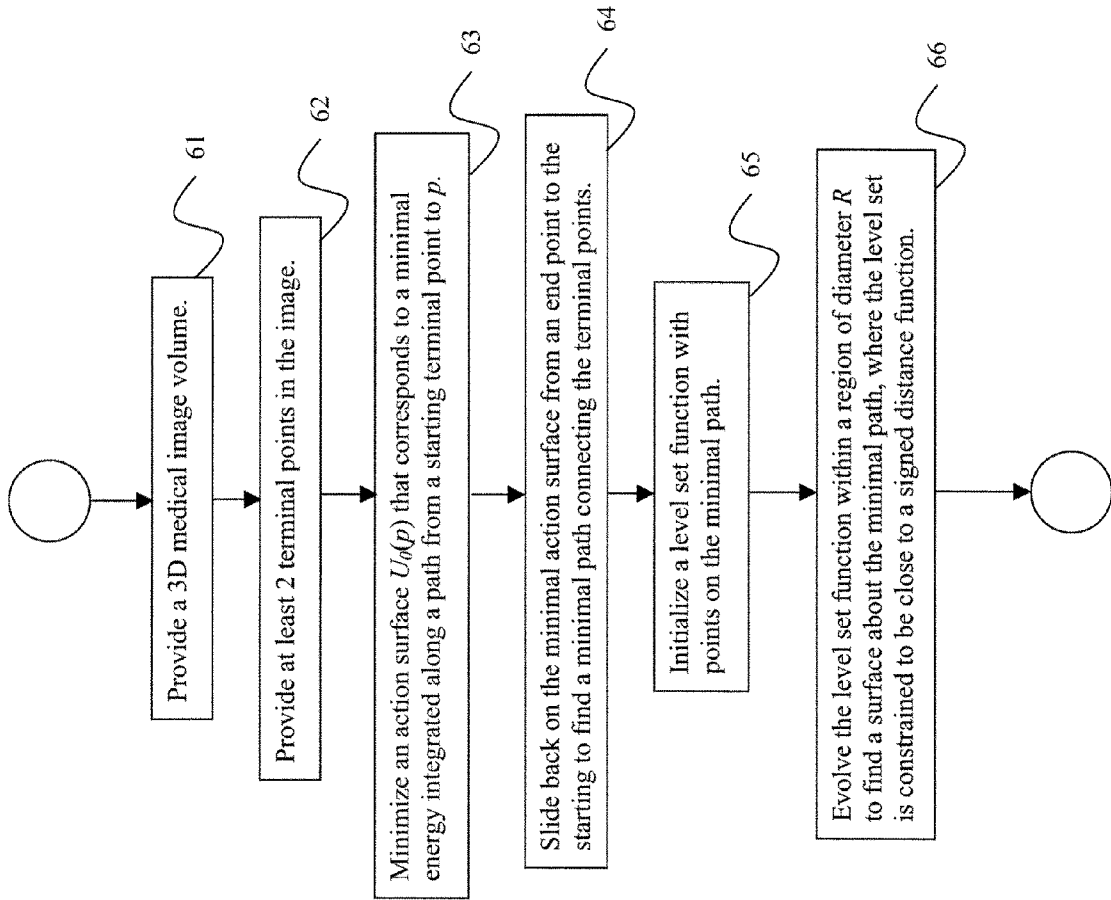 Provide a 3D medical image volume.
61
Provide at least 2 terminal points in the image.
62
Minimize an action surface U0(p) that corresponds to a minimal
energy integrated along a path from a starting terminal point to p.
63
Slide back on the minimal action surface from an end point to the
starting to find a minimal path connecting the terminal points.
64
Initialize a level set function with
points on the minimal path.
65
Evolve the level set function within a region of diameter R
to find a surface about the minimal path, where the level set
is constrained to be close to a signed distance function.
66